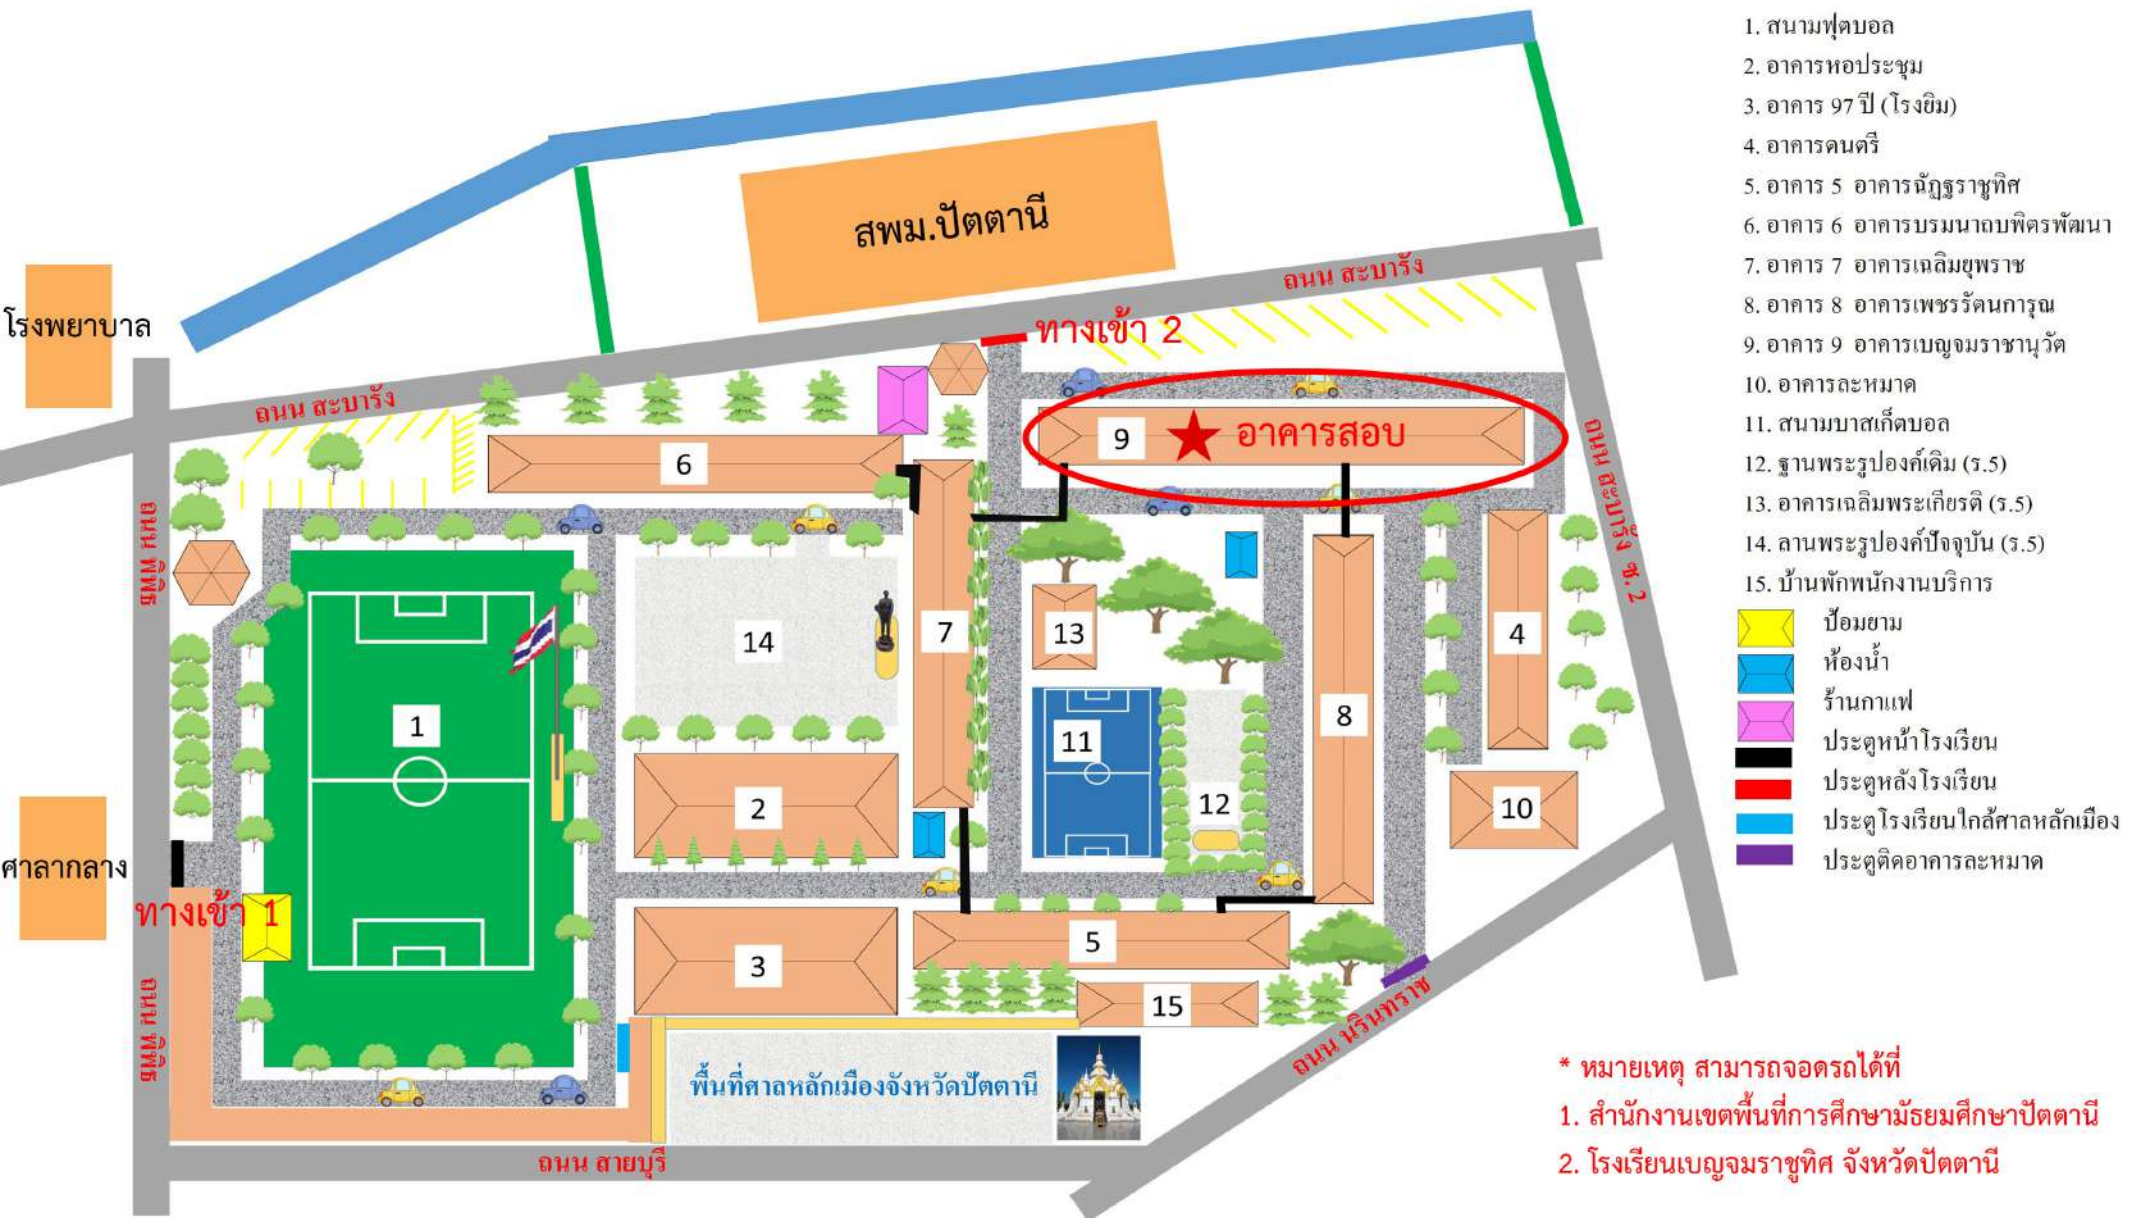 สพม.ปัตตานี
ถนน สะบารัง
โรงพยาบาล
ทางเข้า 2
ถนน สะบารัง
9
อาคารสอบ
6
ถนน สะบารัง ซ.2
ถนน พิพิธ
14
7
13
4
1
11
8
2
12
10
ศาลากลาง
ทางเข้า 1
3
5
15
ถนน พิพิธ
ถนน นรินทราช
พื้นที่ศาลหลักเมืองจังหวัดปัตตานี
ถนน สายบุรี
1. สนามฟุตบอล
2. อาคารหอประชุม
3. อาคาร 97 ปี (โรงยิม)
4. อาคารดนตรี
5. อาคาร 5 อาคารฉัฏฐราชูทิศ
6. อาคาร 6 อาคารบรมนาถบพิตรพัฒนา
7. อาคาร 7 อาคารเฉลิมยุพราช
8. อาคาร 8 อาคารเพชรรัตนการุณ
9. อาคาร 9 อาคารเบญจมราชานุวัต
10. อาคารละหมาด
11. สนามบาสเก็ตบอล
12. ฐานพระรูปองค์เดิม (ร.5)
13. อาคารเฉลิมพระเกียรติ (ร.5)
14. ลานพระรูปองค์ปัจจุบัน (ร.5)
15. บ้านพักพนักงานบริการ
ป้อมยาม
ห้องน้ำ
ร้านกาแฟ
ประตูหน้าโรงเรียน
ประตูหลังโรงเรียน
ประตูโรงเรียนใกล้ศาลหลักเมือง
ประตูติดอาคารละหมาด
* หมายเหตุ สามารถจอดรถได้ที่
1. สำนักงานเขตพื้นที่การศึกษามัธยมศึกษาปัตตานี
2. โรงเรียนเบญจมราชูทิศ จังหวัดปัตตานี